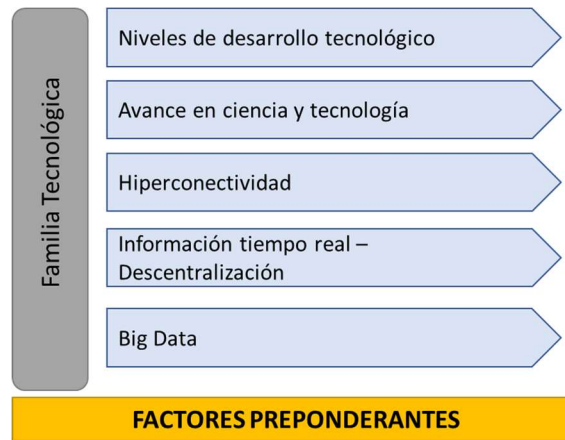 Familia Tecnológica
Niveles de desarrollo tecnológico
Avance en ciencia y tecnología
Hiperconectividad
Información tiempo real –
Descentralización
Big Data
FACTORES PREPONDERANTES